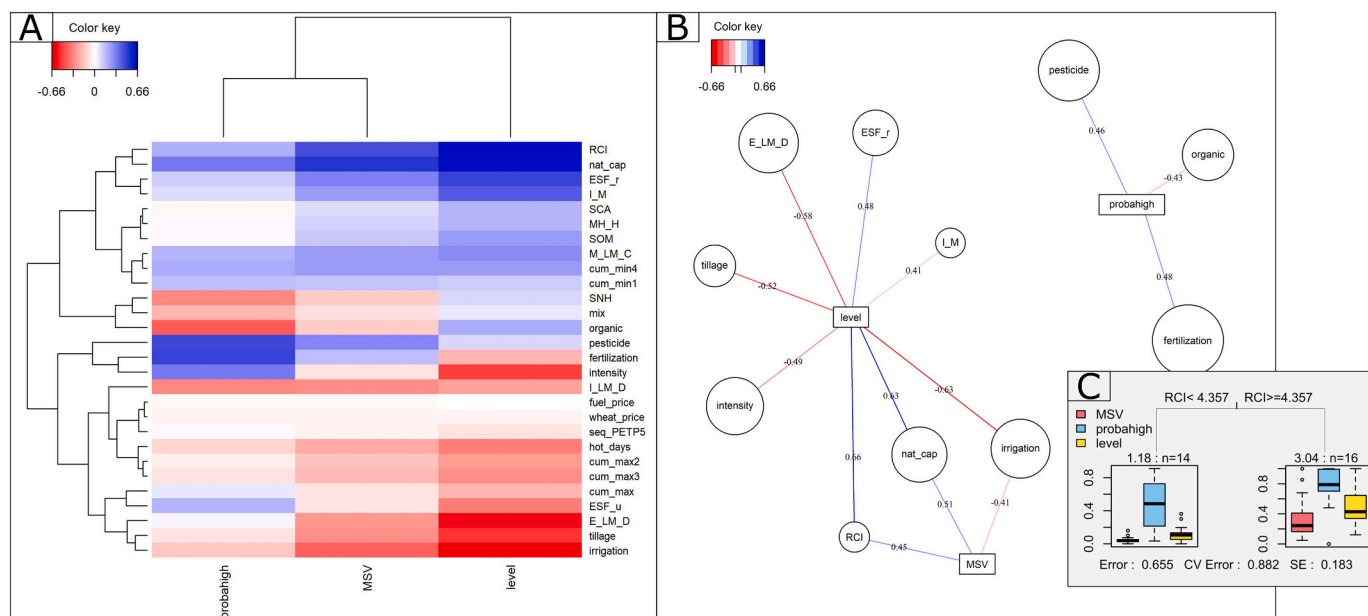 A
Color key
-0.66 0 0.66
RCI
nat_cap
ESF_r
I_M
SCA
MH_H
SOM
M_LM_C
cum_min4
cum_min1
SNH
mix
organic
pesticide
fertilization
intensity
I_LM_D
fuel_price
wheat_price
seq_PETP5
hot_days
cum_max2
cum_max3
cum_max
ESF_u
E_LM_D
tillage
irrigation
probahigh
MSV
level
B
Color key
-0.66 0.66
pesticide
E_LM_D
ESF_r
0.46
organic
-0.43
probahigh
-0.58
0.48
I_M
tillage
0.41
0.48
-0.52
level
fertilization
-0.49
0.63
-0.63
intensity
irrigation
nat_cap
0.66
0.51
-0.41
RCI
0.45
MSV
C
RCI< 4.357 RCI>=4.357
MSV
probahigh
level
1.18 : n=14 3.04 : n=16
0.8
0.4
0.0
0.8
0.4
0.0
Error : 0.655 CV Error : 0.882 SE : 0.183